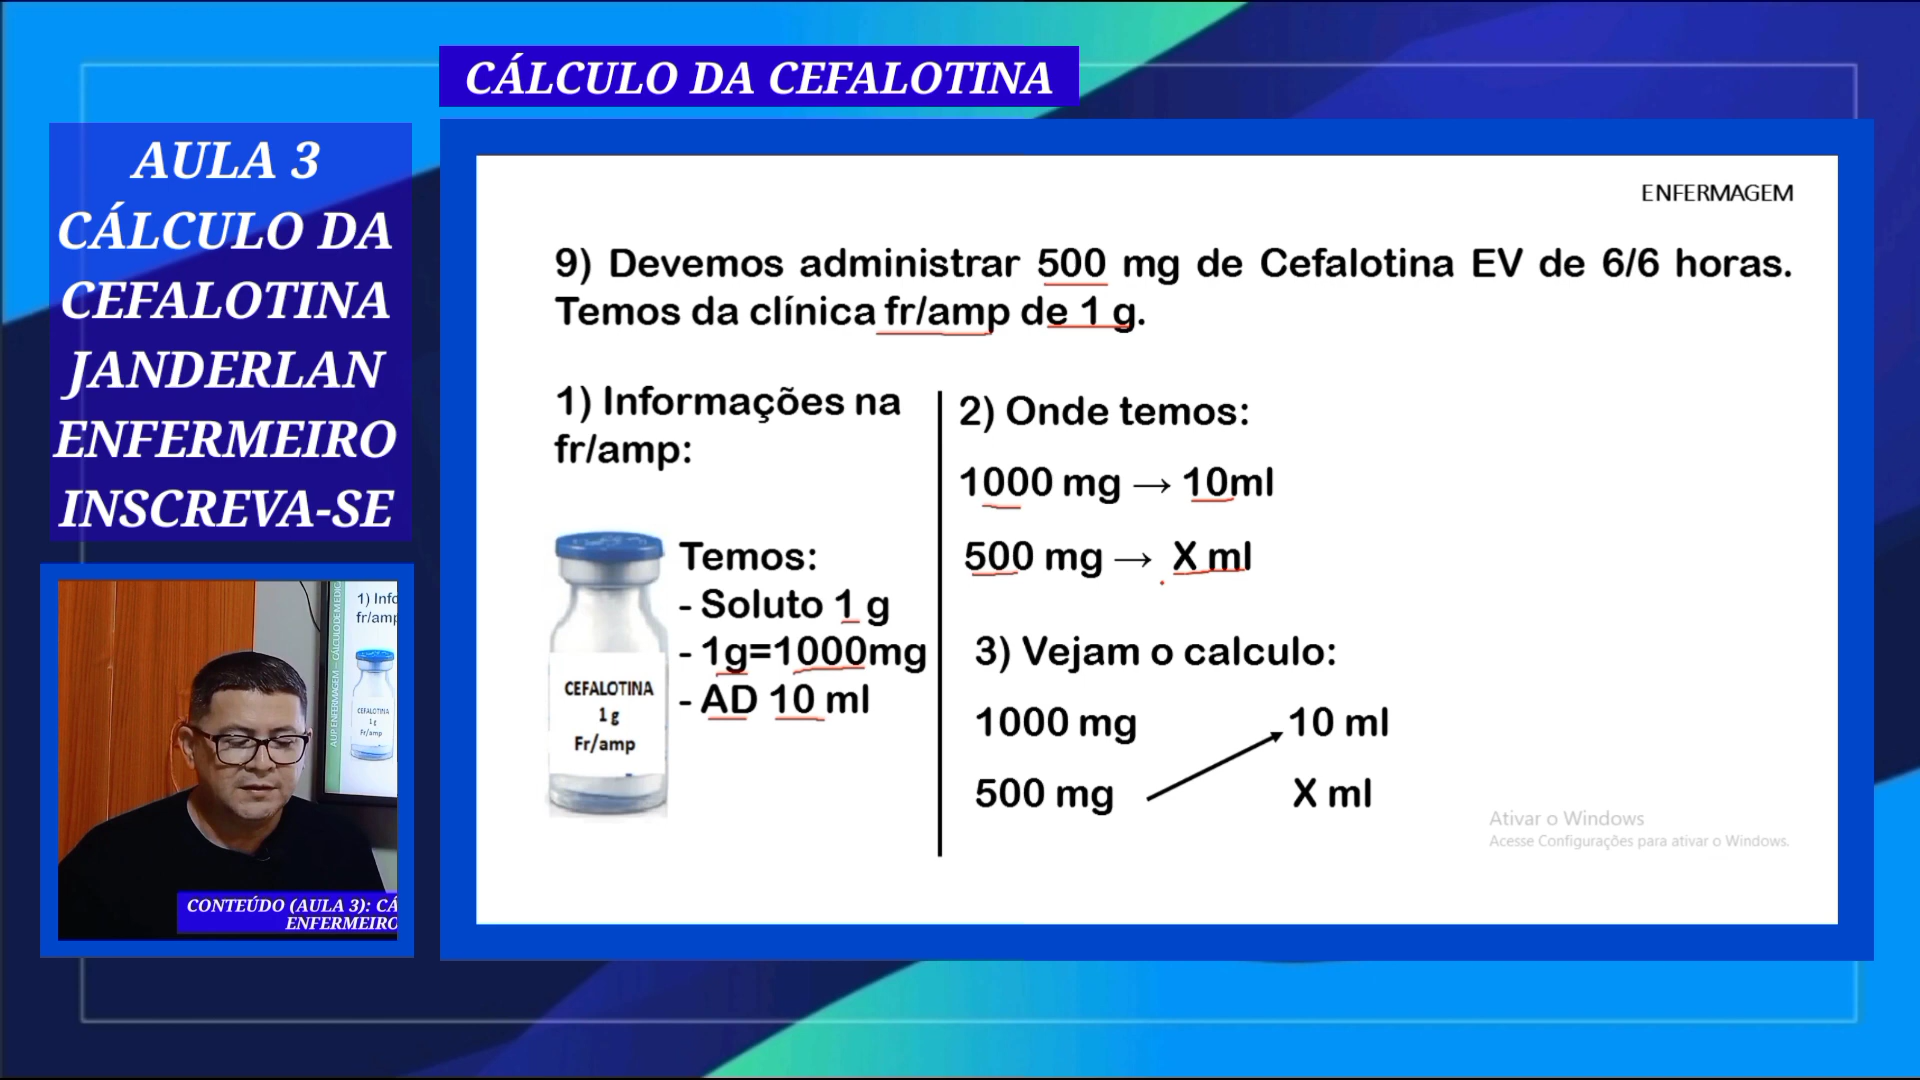 CÁLCULO DA CEFALOTINA
AULA 3
CÁLCULO DA
CEFALOTINA
JANDERLAN
ENFERMEIRO
INSCREVA-SE
ENFERMAGEM
9) Devemos administrar 500 mg de Cefalotina EV de 6/6 horas.
Temos da clínica fr/amp de 1 g.
1) Informações na
fr/amp:
CEFALOTINA
1 g
Fr/amp
Temos:
- Soluto 1 g
- 1g=1000mg
- AD 10 ml
2) Onde temos:
1000 mg → 10ml
500 mg → X ml
3) Vejam o calculo:
1000 mg 10 ml
500 mg X ml
Ativar o Windows
Acesse Configurações para ativar o Windows.
1) Info
fr/amp
CEFALOTINA
1 g
Fr/amp
CONTEÚDO (AULA 3): CÁ
ENFERMEIRO